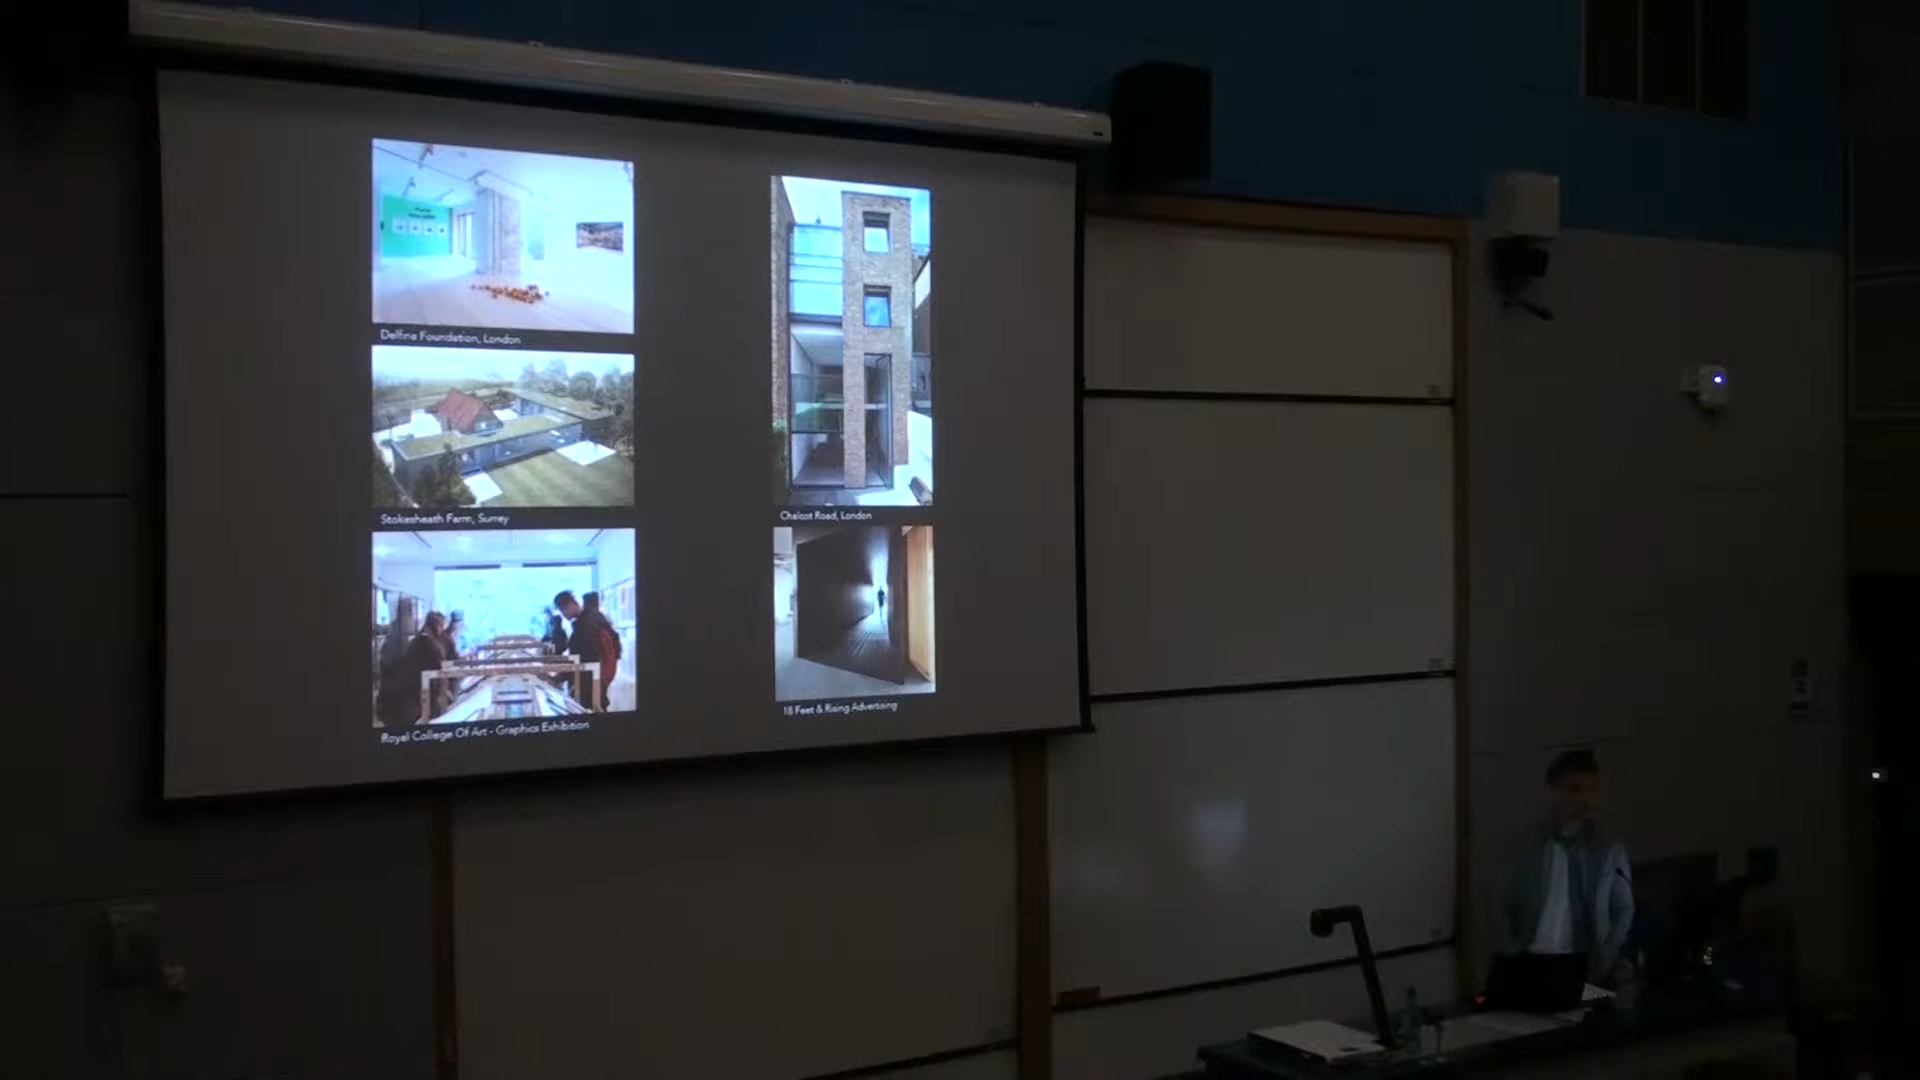 Delfina Foundation, London
Stokesheath Farm, Surrey
Royal College Of Art - Graphics Exhibition
Chalcot Road, London
18 Feet & Rising Advertising